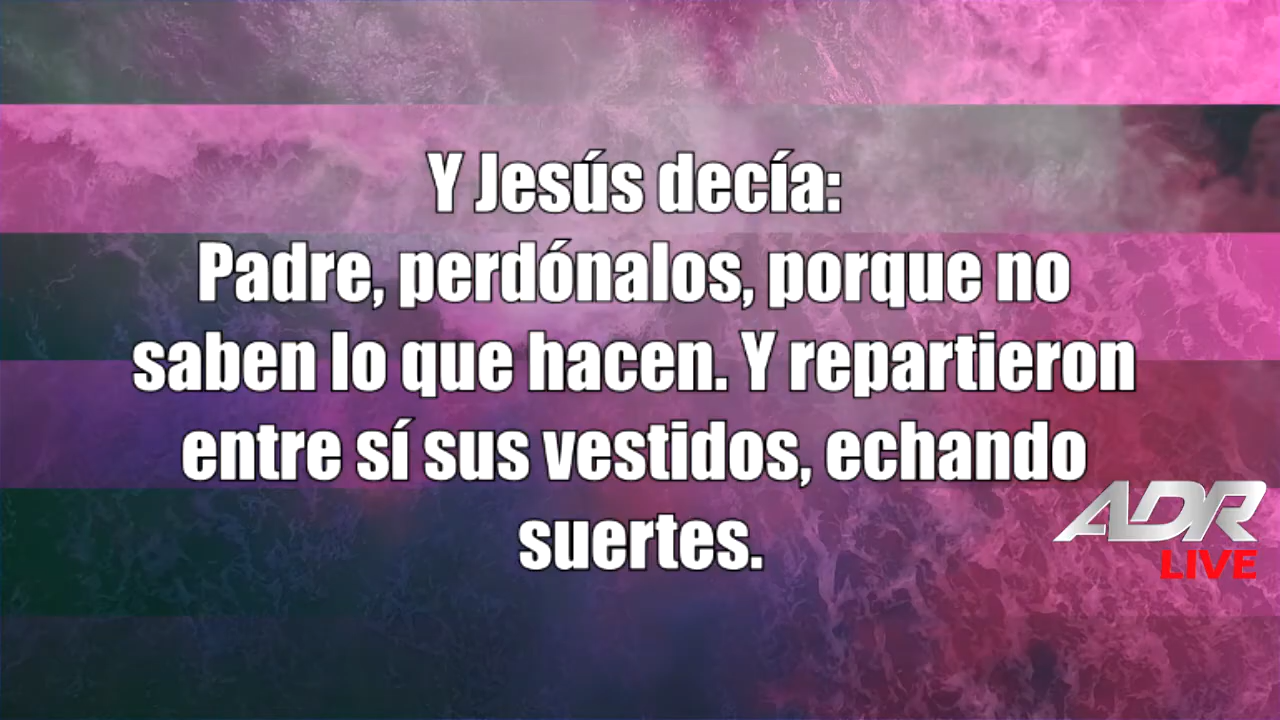 Y Jesús decía:
Padre, perdónalos, porque no
saben lo que hacen. Y repartieron
entre sí sus vestidos, echando
suertes.
ADR
LIVE